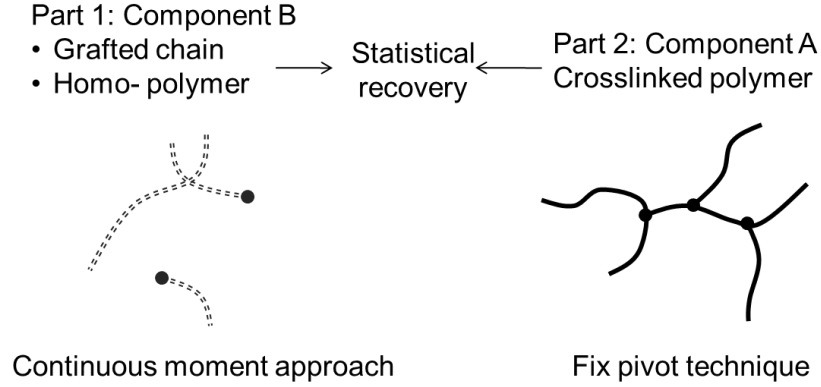 Part 1: Component B
• Grafted chain
• Homo- polymer
Statistical
recovery
Part 2: Component A
Crosslinked polymer
Continuous moment approach
Fix pivot technique